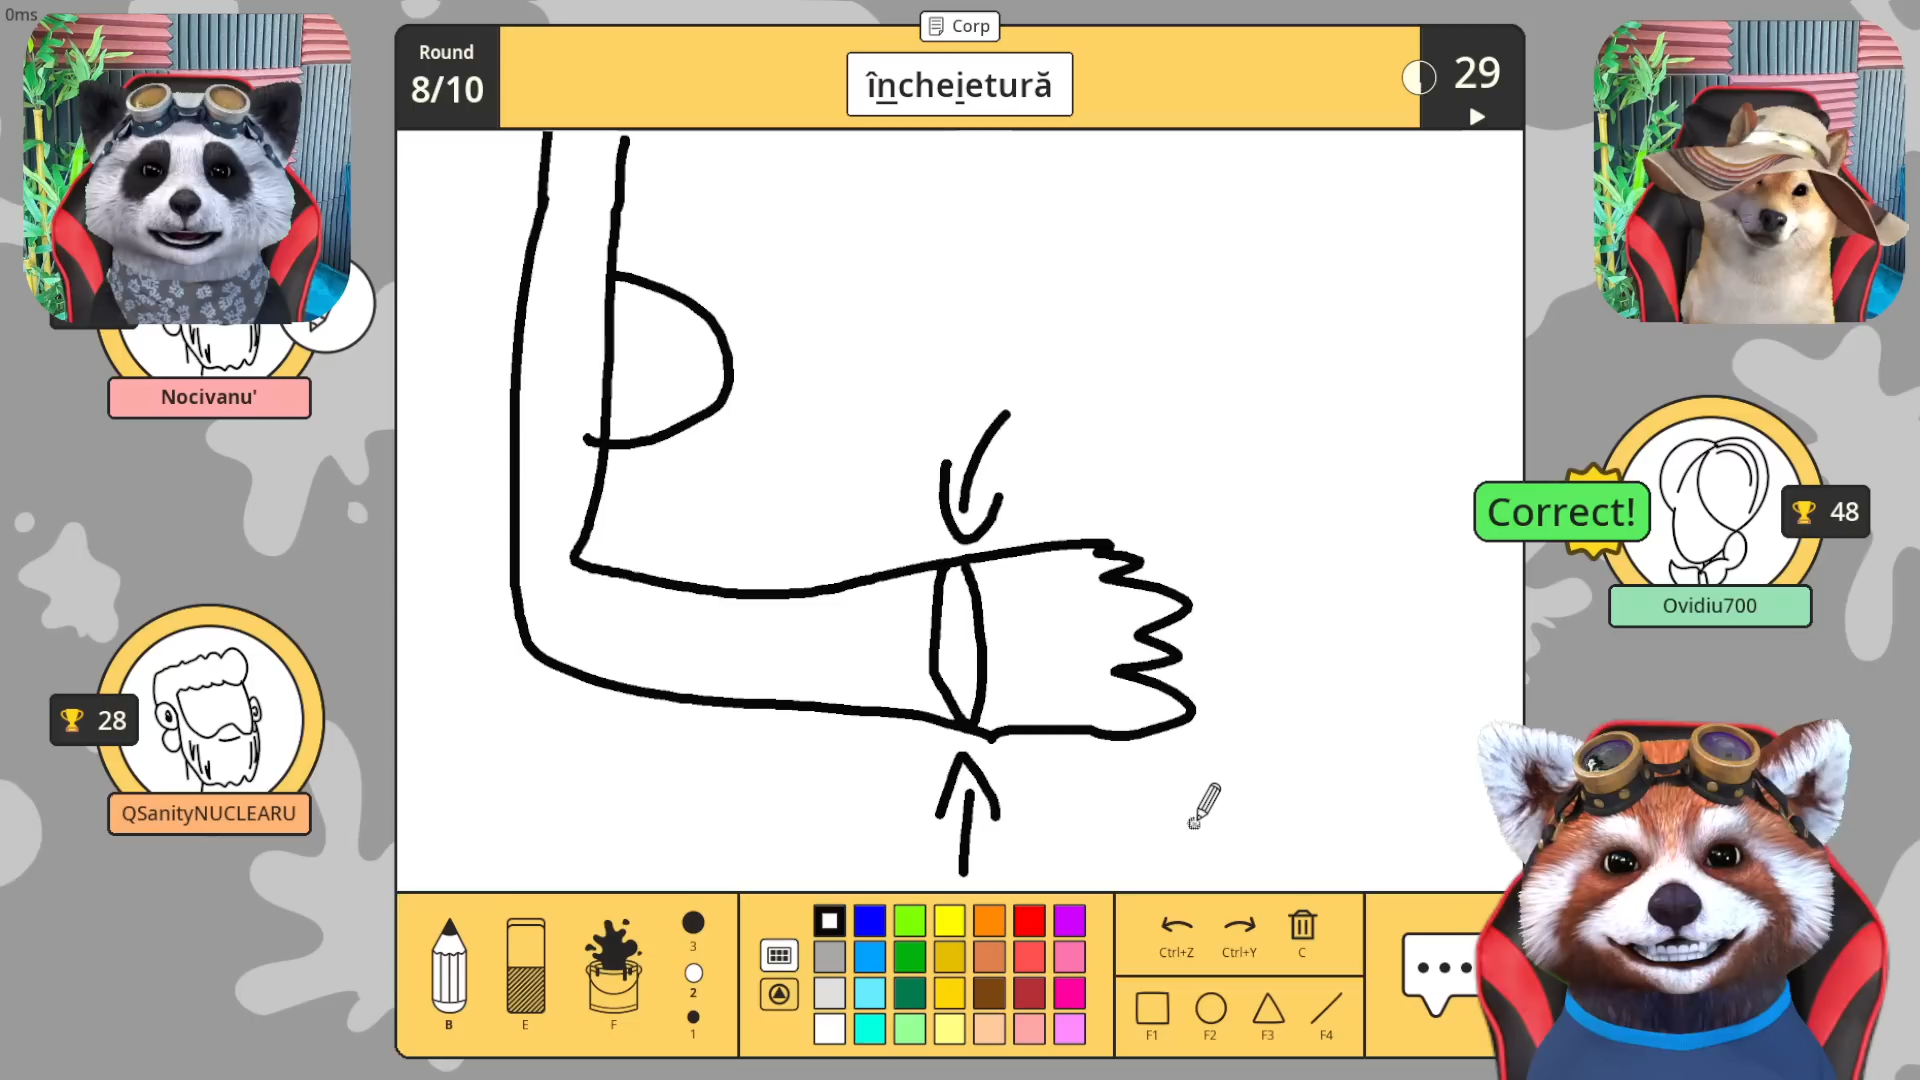 0ms
Corp
Round
8/10
încheietură
29
Nocivanu'
Correct!
48
Ovidiu700
28
QSanityNUCLEARU
3
2
1
B
E
F
Ctrl+Z
Ctrl+Y
C
F1
F2
F3
F4